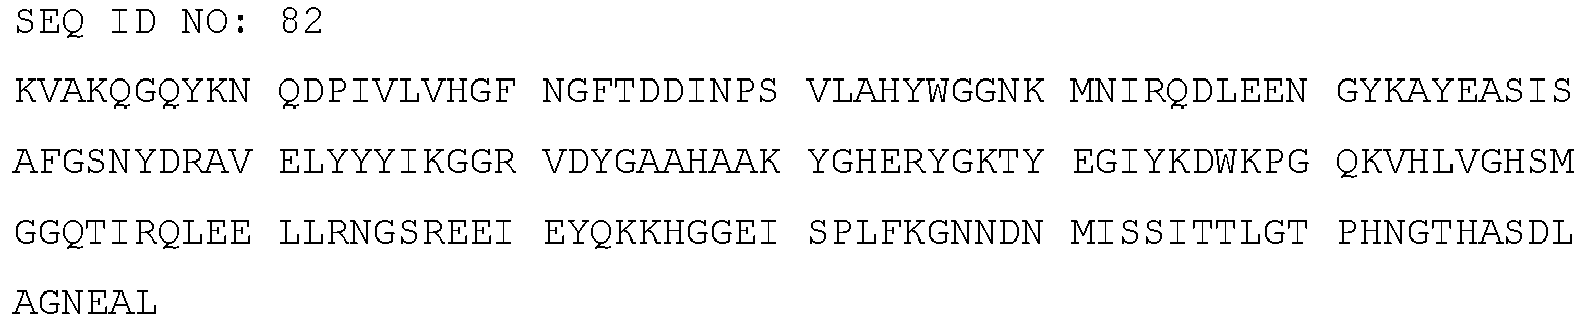 SEQ ID NO: 82
KVAKQGQYKN QDPIVLVHGF NGFTDDINPS VLAHYWGGNK MNIRQDLEEN GYKAYEASIS
AFGSNYDRAV ELYYYIKGGR VDYGAAHAAK YGHERYGKTY EGIYKDWKPG QKVHLVGHSM
GGQTIRQLEE LLRNGSREEI EYQKKHGGEI SPLFKGNNDN MISSITTLGT PHNGTHASDL
AGNEAL